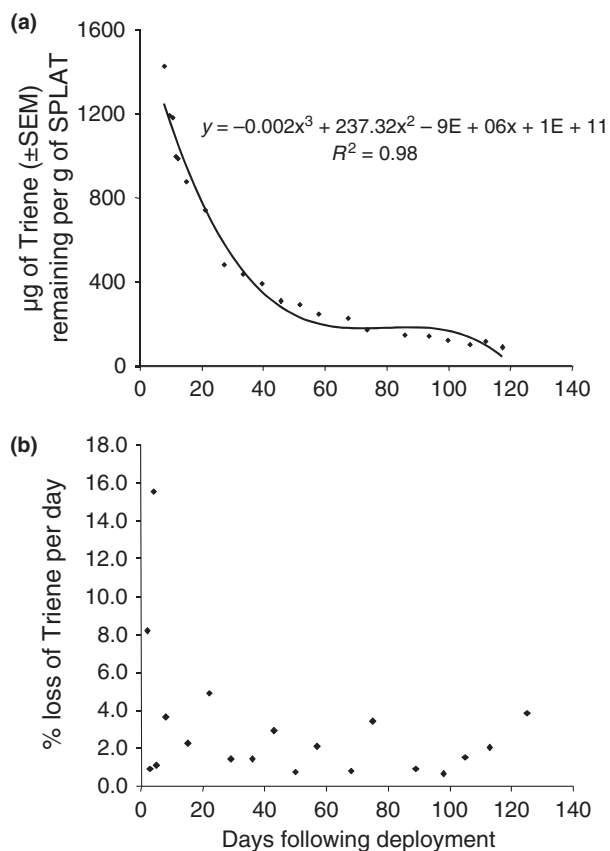 (a)
µg of Triene (±SEM)
remaining per g of SPLAT
1600
1200
800
400
0
y = –0.002x³ + 237.32x² – 9E + 06x + 1E + 11
R² = 0.98
0 20 40 60 80 100 120 140
(b)
% loss of Triene per day
18.0
16.0
14.0
12.0
10.0
8.0
6.0
4.0
2.0
0.0
0 20 40 60 80 100 120 140
Days following deployment